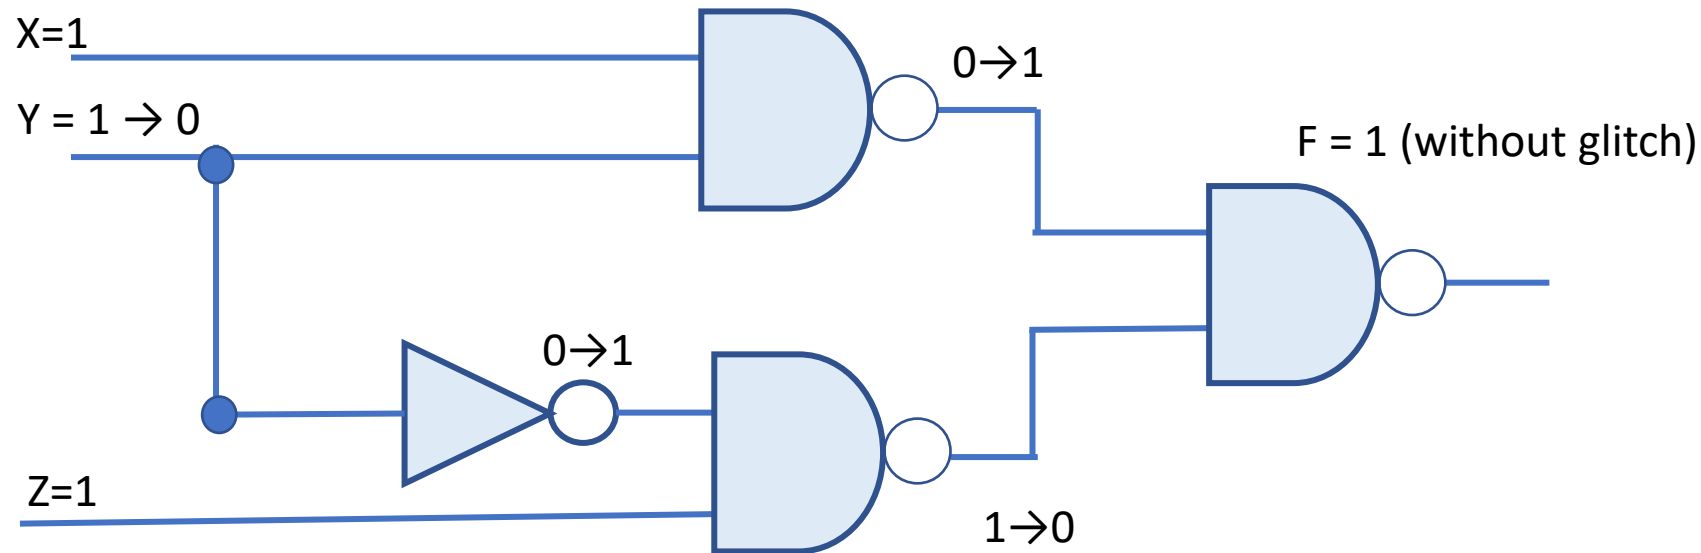 X=1
0→1
Y = 1 → 0
F = 1 (without glitch)
0→1
Z=1
1→0